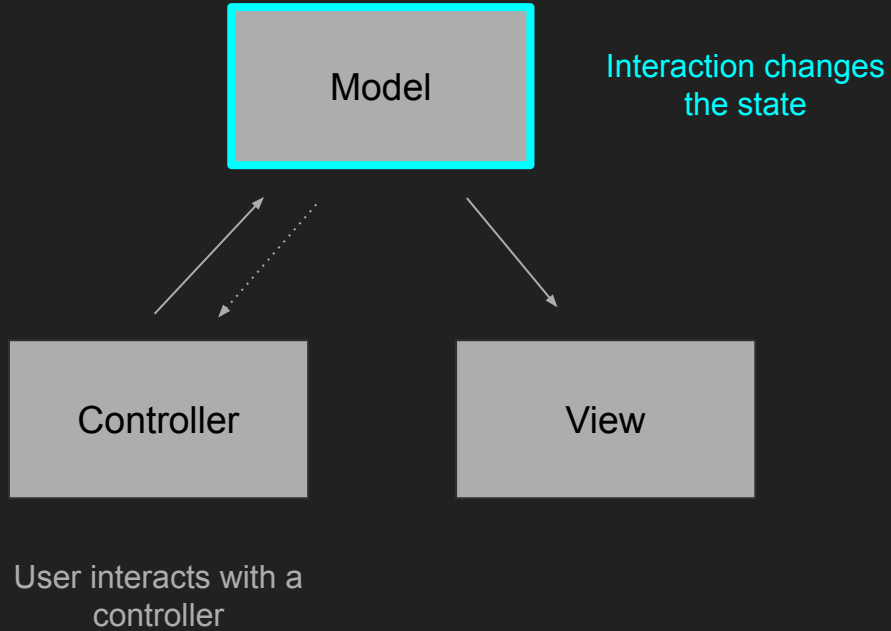 Model
Interaction changes
the state
Controller
View
User interacts with a
controller